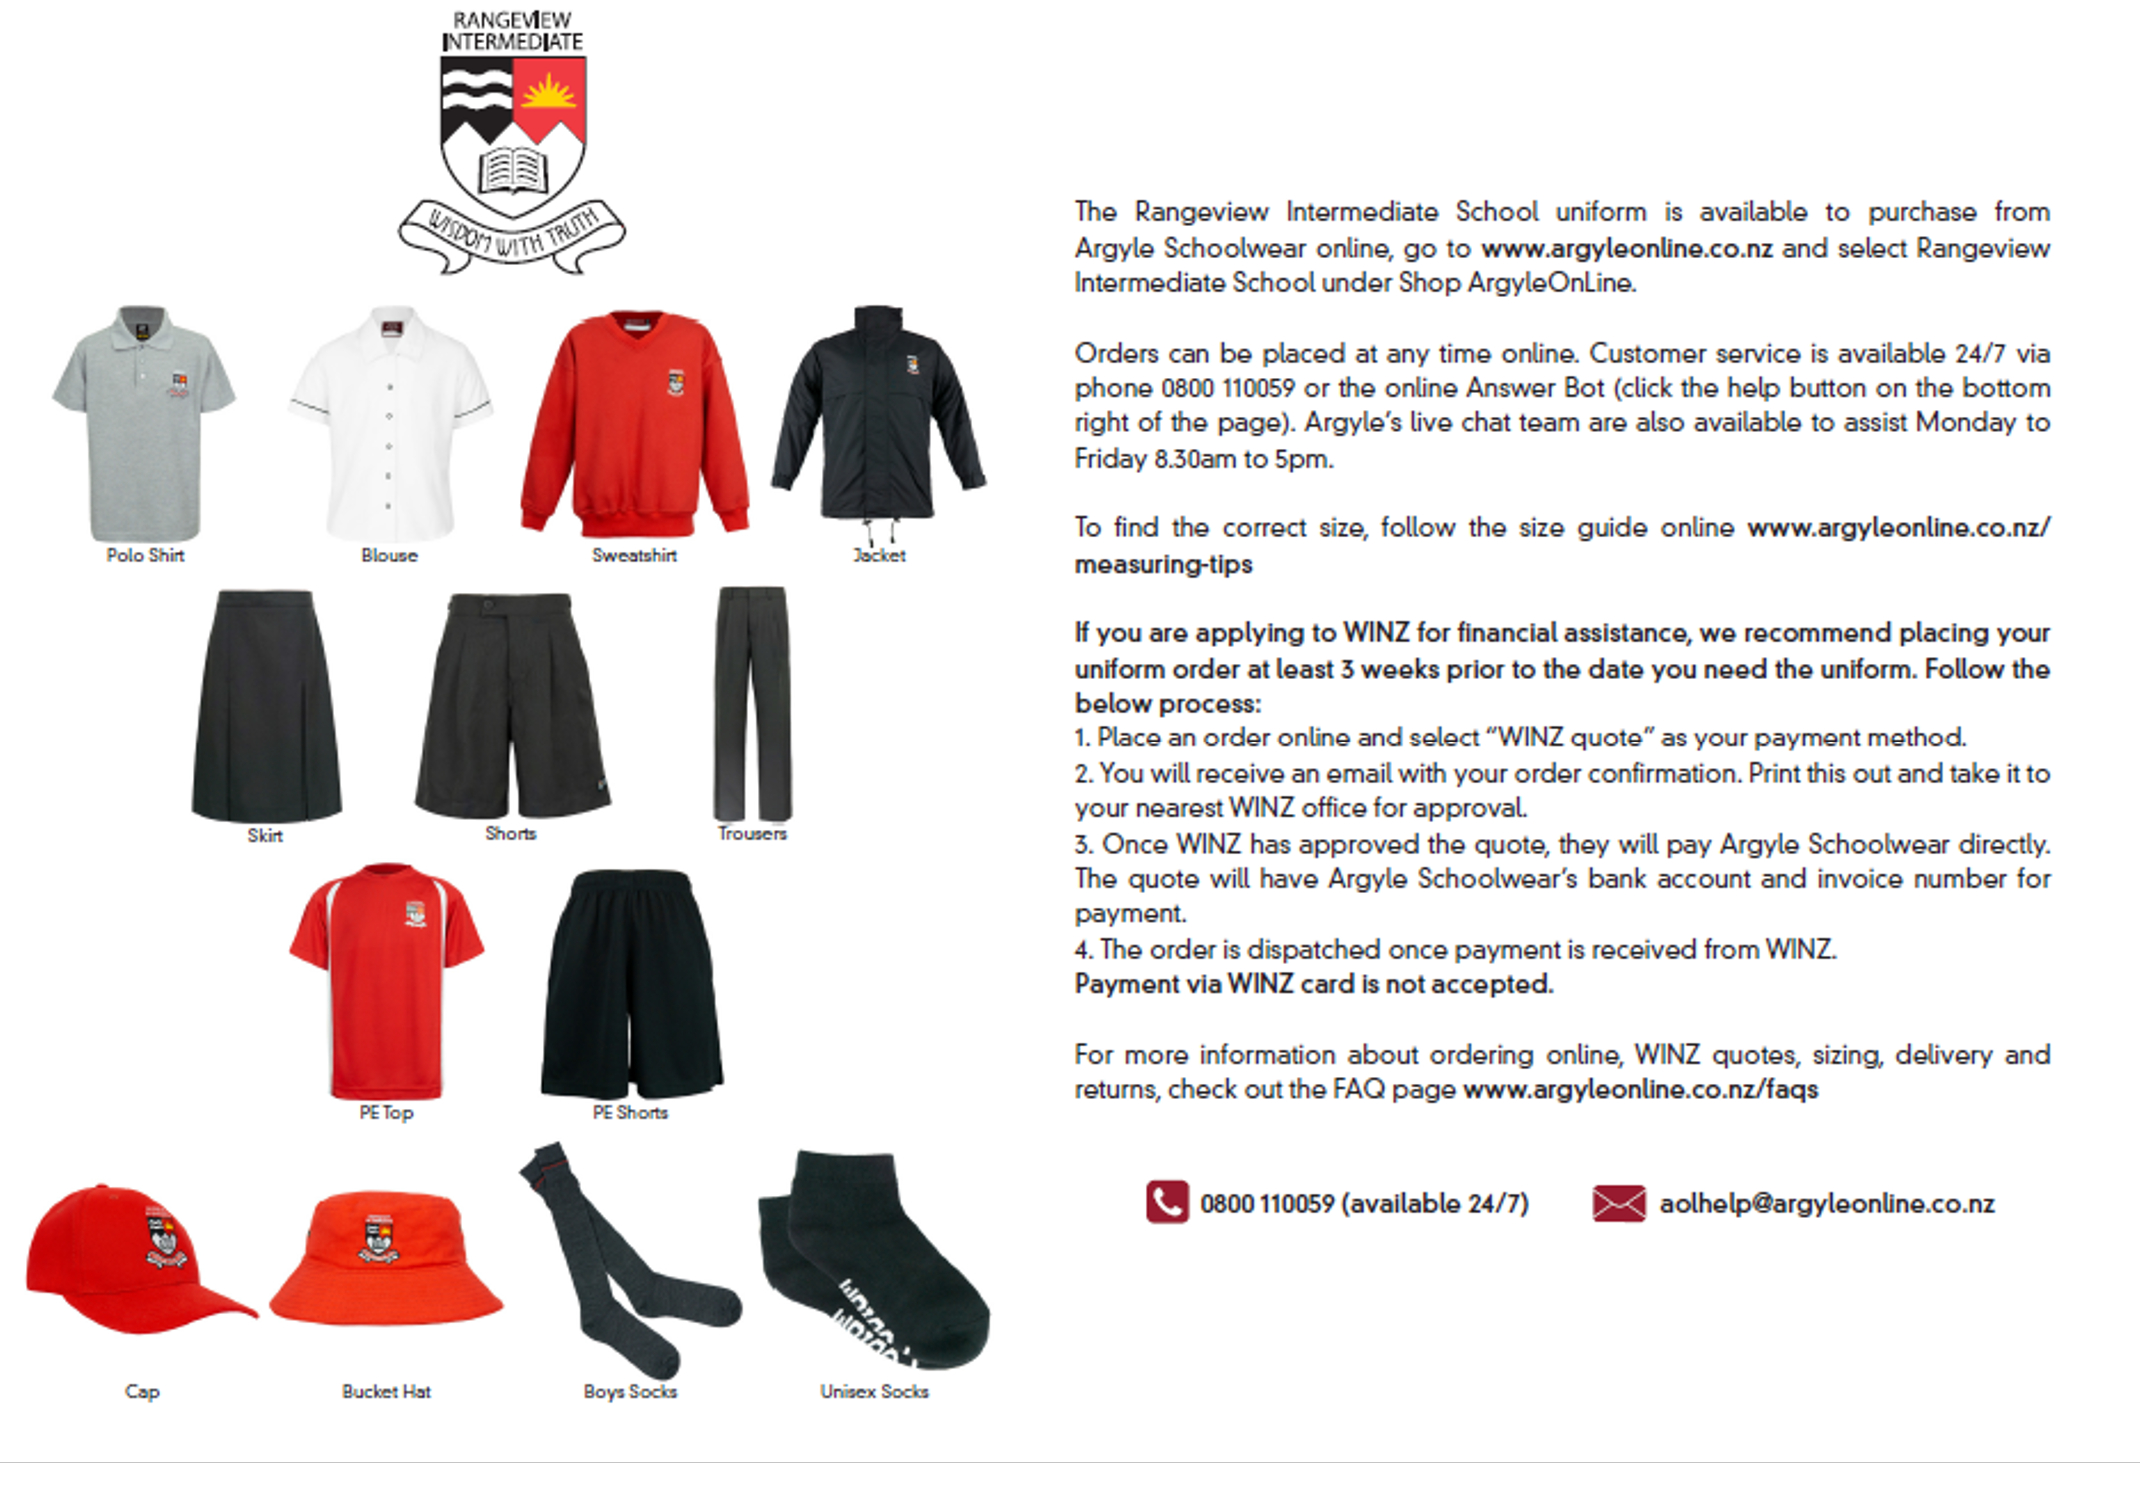 RANGEVIEW
INTERMEDIATE
WISDOM WITH TRUTH
Polo Shirt
Blouse
Sweatshirt
Jacket
Skirt
Shorts
Trousers
PE Top
PE Shorts
Cap
Bucket Hat
Boys Socks
Unisex Socks
The Rangeview Intermediate School uniform is available to purchase from
Argyle Schoolwear online, go to www.argyleonline.co.nz and select Rangeview
Intermediate School under Shop ArgyleOnLine.
Orders can be placed at any time online. Customer service is available 24/7 via
phone 0800 110059 or the online Answer Bot (click the help button on the bottom
right of the page). Argyle's live chat team are also available to assist Monday to
Friday 8.30am to 5pm.
To find the correct size, follow the size guide online www.argyleonline.co.nz/
measuring-tips
If you are applying to WINZ for financial assistance, we recommend placing your
uniform order at least 3 weeks prior to the date you need the uniform. Follow the
below process:
1. Place an order online and select "WINZ quote" as your payment method.
2. You will receive an email with your order confirmation. Print this out and take it to
your nearest WINZ office for approval.
3. Once WINZ has approved the quote, they will pay Argyle Schoolwear directly.
The quote will have Argyle Schoolwear's bank account and invoice number for
payment.
4. The order is dispatched once payment is received from WINZ.
Payment via WINZ card is not accepted.
For more information about ordering online, WINZ quotes, sizing, delivery and
returns, check out the FAQ page www.argyleonline.co.nz/faqs
0800 110059 (available 24/7)
aolhelp@argyleonline.co.nz